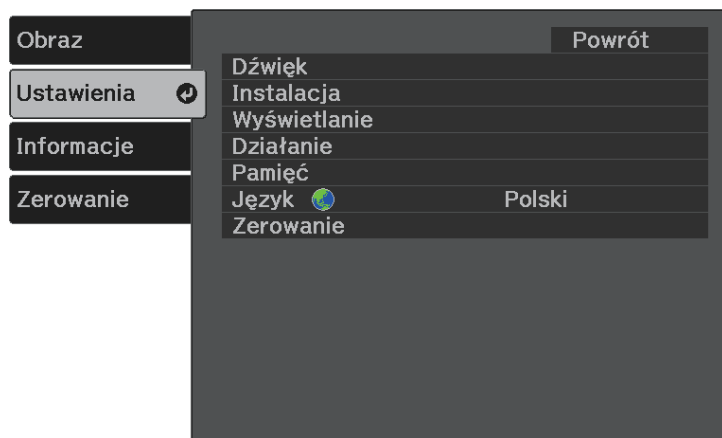 Obraz
Ustawienia
Informacje
Zerowanie
Powrót
Dźwięk
Instalacja
Wyświetlanie
Działanie
Pamięć
Język Polski
Zerowanie